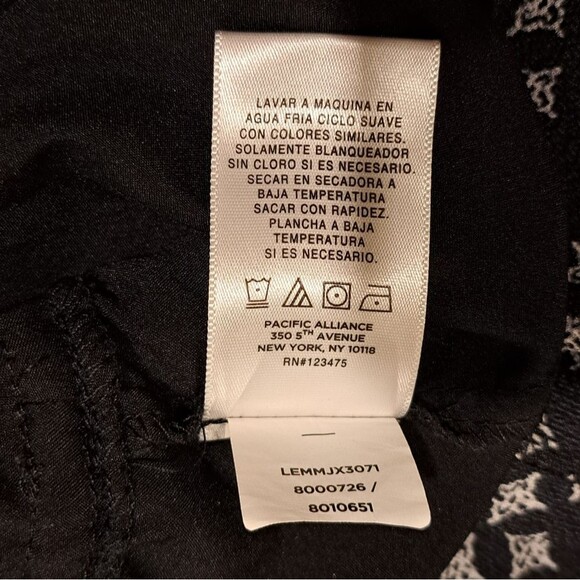 LAVAR A MAQUINA EN
AGUA FRIA CICLO SUAVE
CON COLORES SIMILARES.
SOLAMENTE BLANQUEADOR
SIN CLORO SI ES NECESARIO.
SECAR EN SECADORA A
BAJA TEMPERATURA
SACAR CON RAPIDEZ.
PLANCHA A BAJA
TEMPERATURA
SI ES NECESARIO.
PACIFIC ALLIANCE
350 5TH AVENUE
NEW YORK, NY 10118
RN#123475
LEMMJX3071
8000726 /
8010651